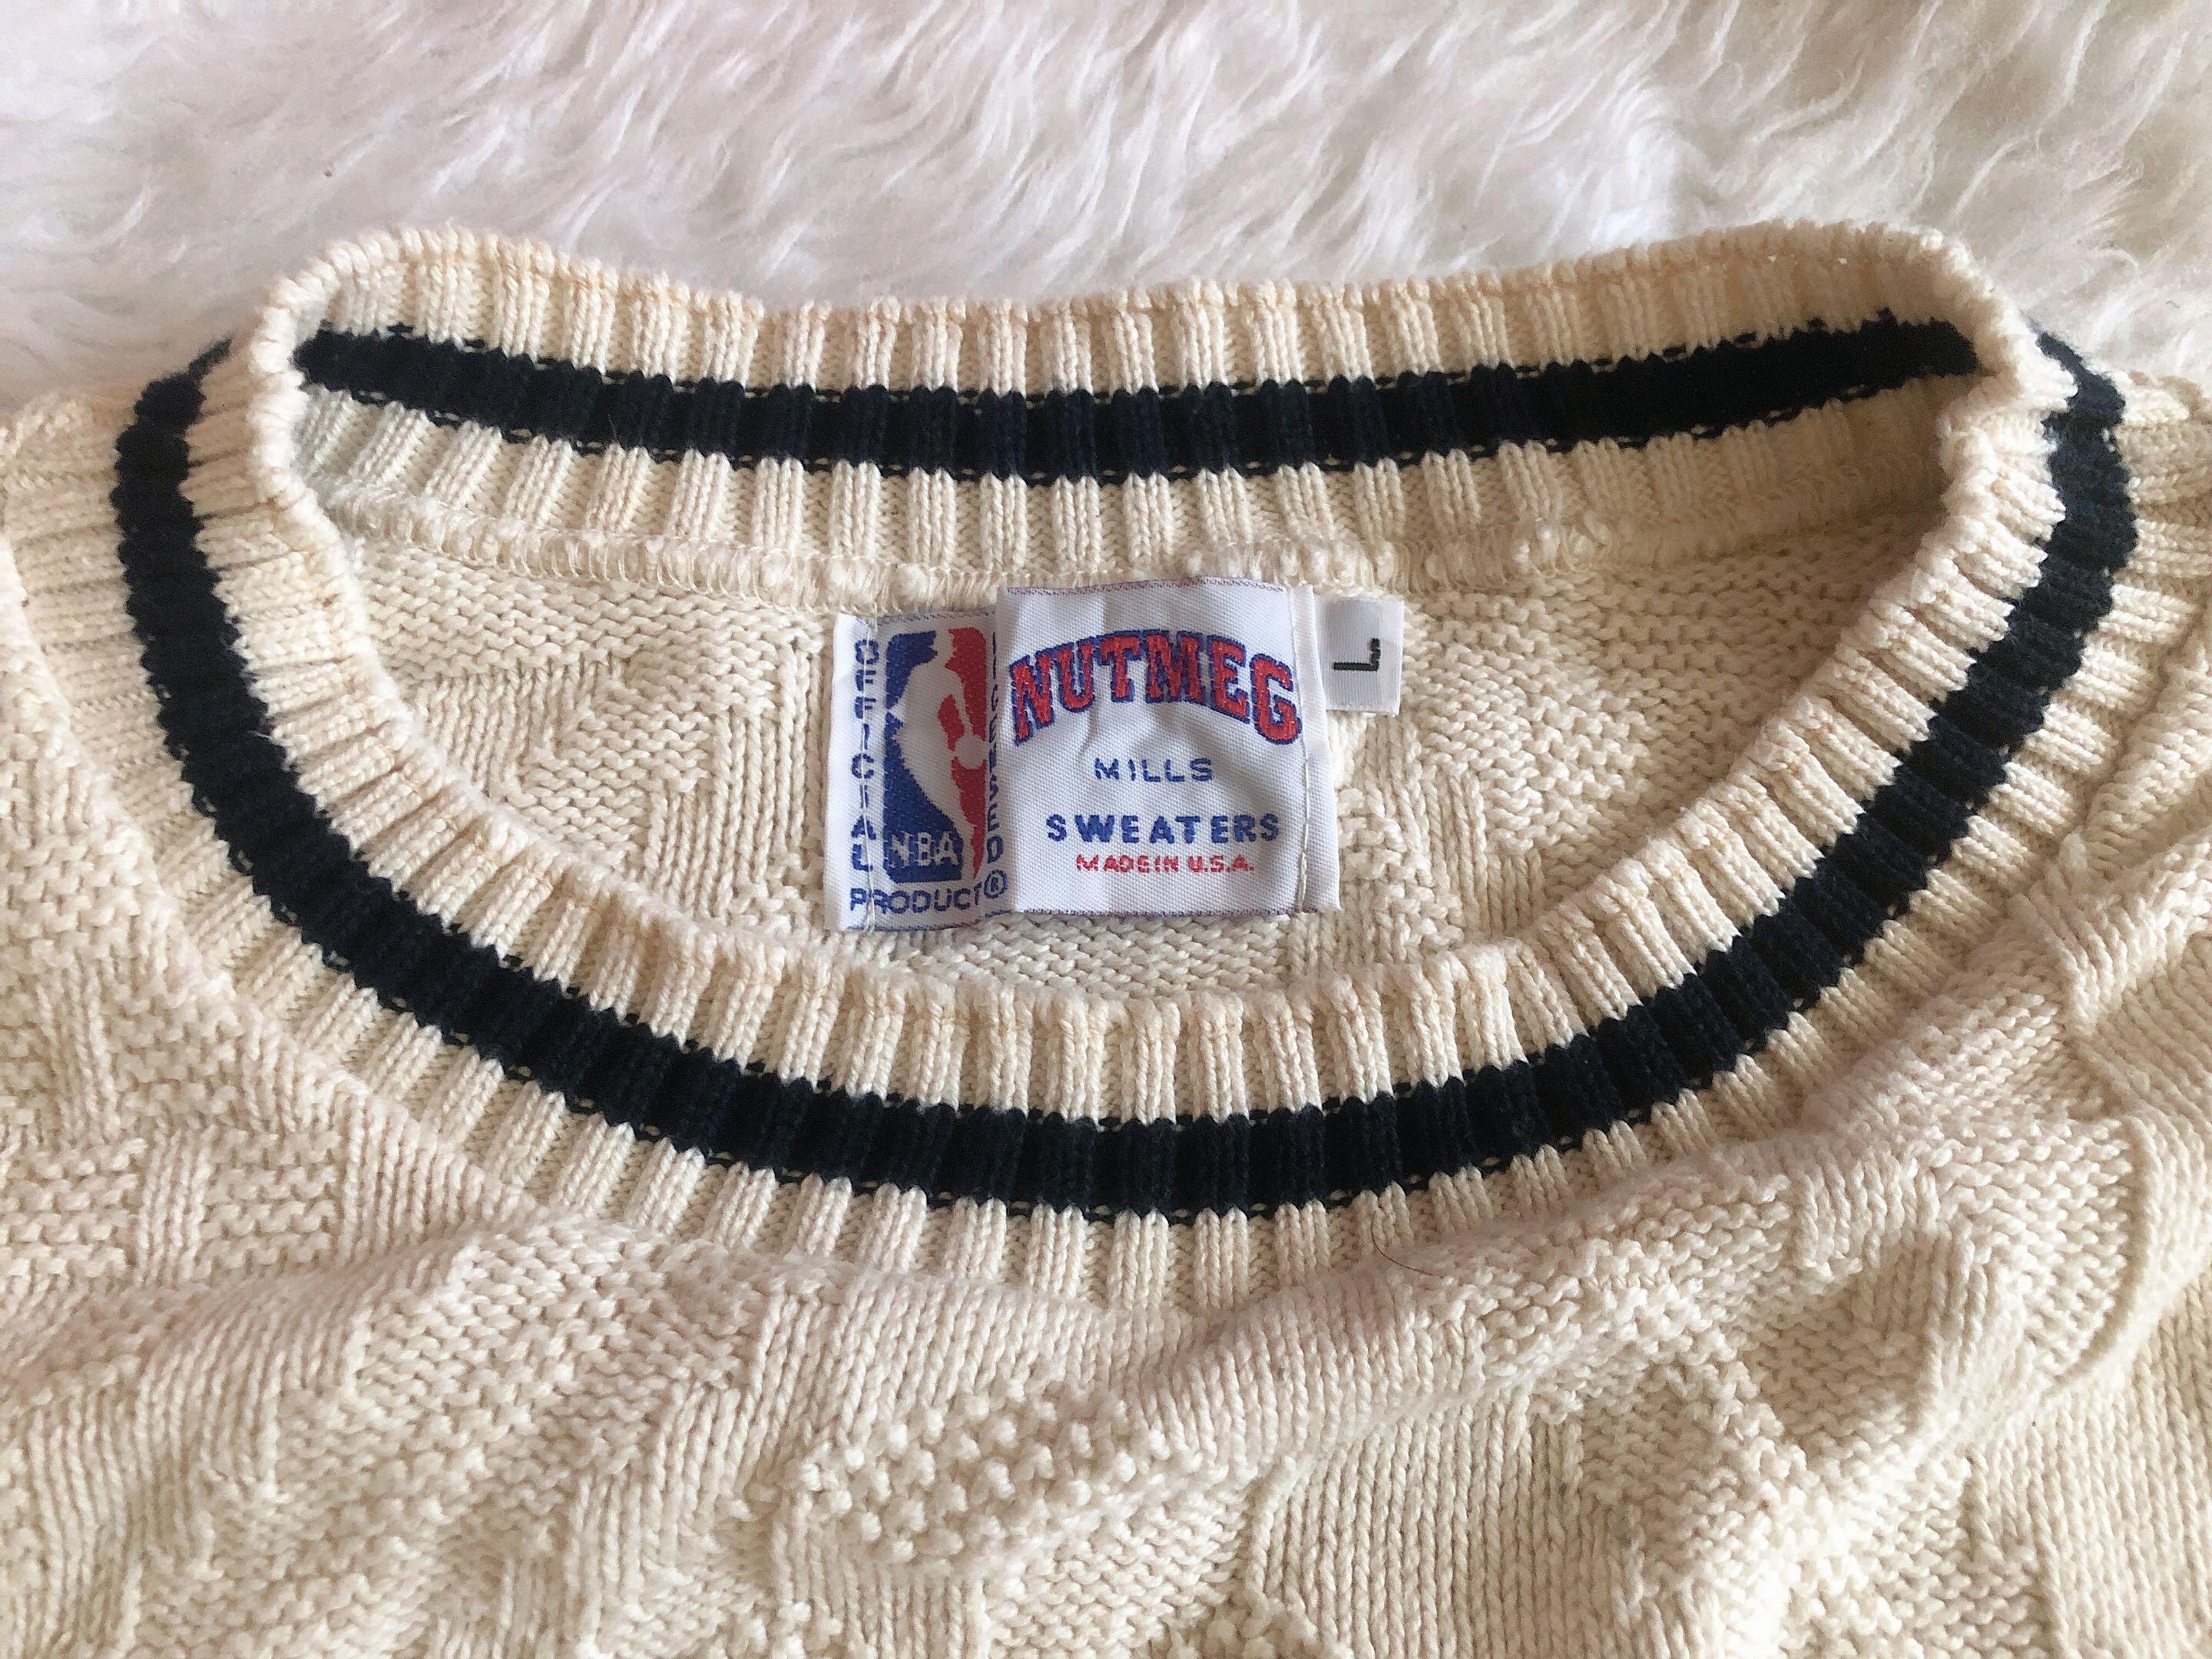 OFFICIAL
LICENSED
NBA
PRODUCT®
NUTMEG
MILLS
SWEATERS
MADE IN U.S.A.
L